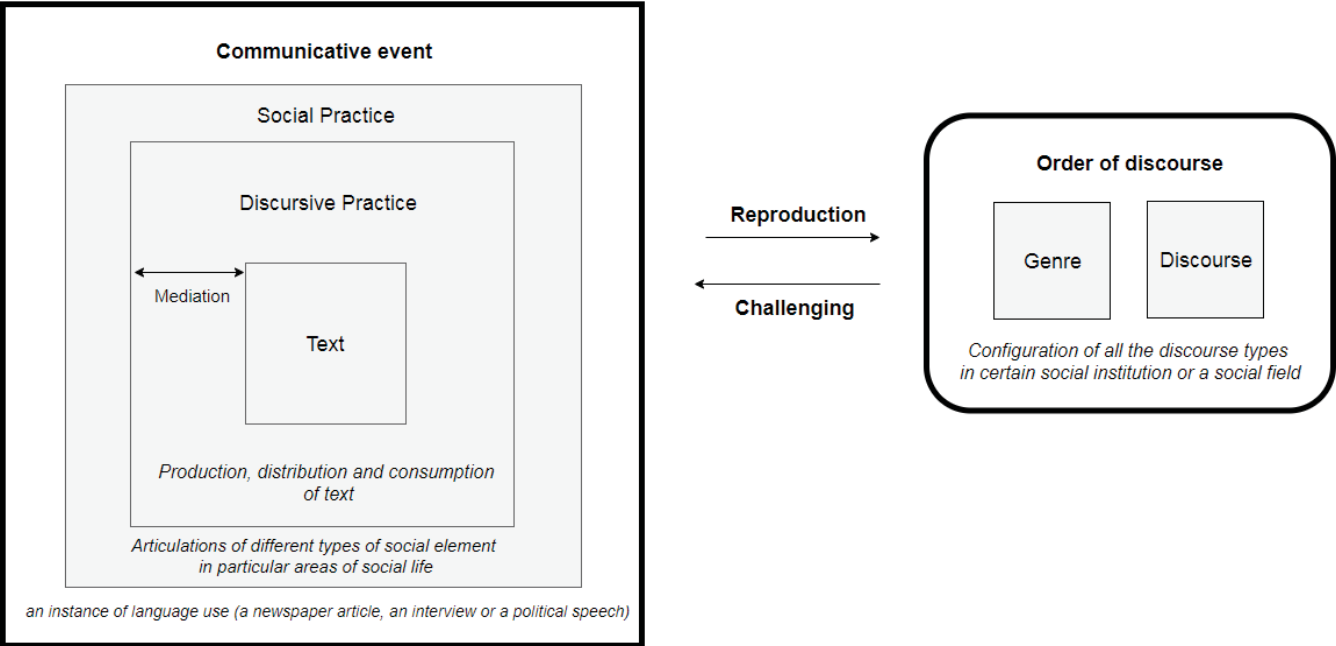 Communicative event
Social Practice
Discursive Practice
Mediation
Text
Production, distribution and consumption
of text
Articulations of different types of social element
in particular areas of social life
an instance of language use (a newspaper article, an interview or a political speech)
Reproduction
Challenging
Order of discourse
Genre
Discourse
Configuration of all the discourse types
in certain social institution or a social field